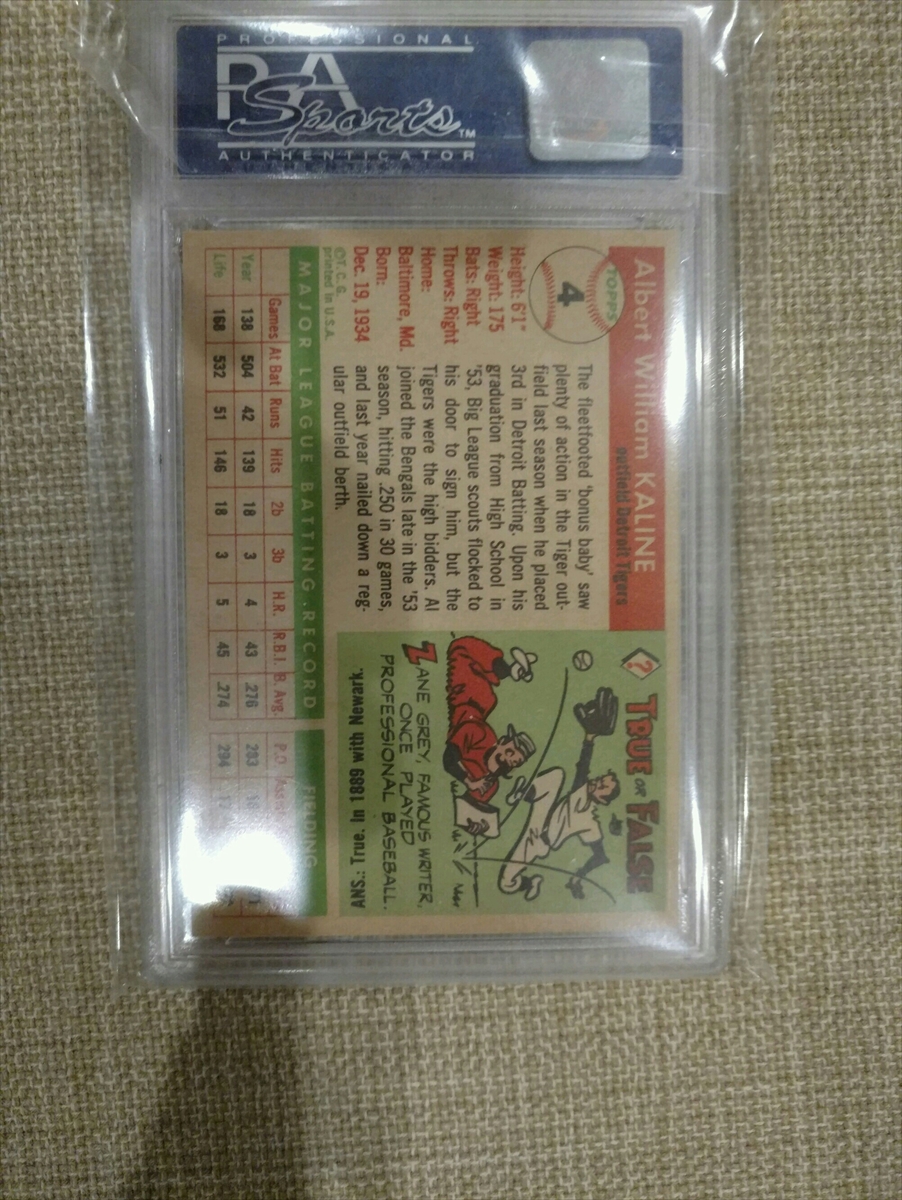 PROFESSIONAL
PSA
Sports™
AUTHENTICATOR
Albert William KALINE
outfield Detroit Tigers
TOPPS
4
Height: 6'1"
Weight: 175
Bats: Right
Throws: Right
Home:
Baltimore, Md.
Born:
Dec. 19, 1934
©T. C. G.
printed in U.S.A.
The fleetfooted 'bonus baby' saw
plenty of action in the Tiger out-
field last season when he placed
3rd in Detroit Batting. Upon his
graduation from High School in
'53, Big League scouts flocked to
his door to sign him, but the
Tigers were the high bidders. Al
joined the Bengals late in the '53
season, hitting .250 in 30 games,
and last year nailed down a reg-
ular outfield berth.
? TRUE OR FALSE
ZANE GREY, FAMOUS WRITER,
ONCE PLAYED
PROFESSIONAL BASEBALL.
ANS.: True. In 1889 with Newark.
MAJOR LEAGUE BATTING RECORD FIELDING
Games At Bat Runs Hits 2b 3b H.R. R.B.I. B. Avg. P.O.
Year 138 504 42 139 18 3 4 43 .276 283
Life 168 532 51 146 18 3 5 45 .274 294